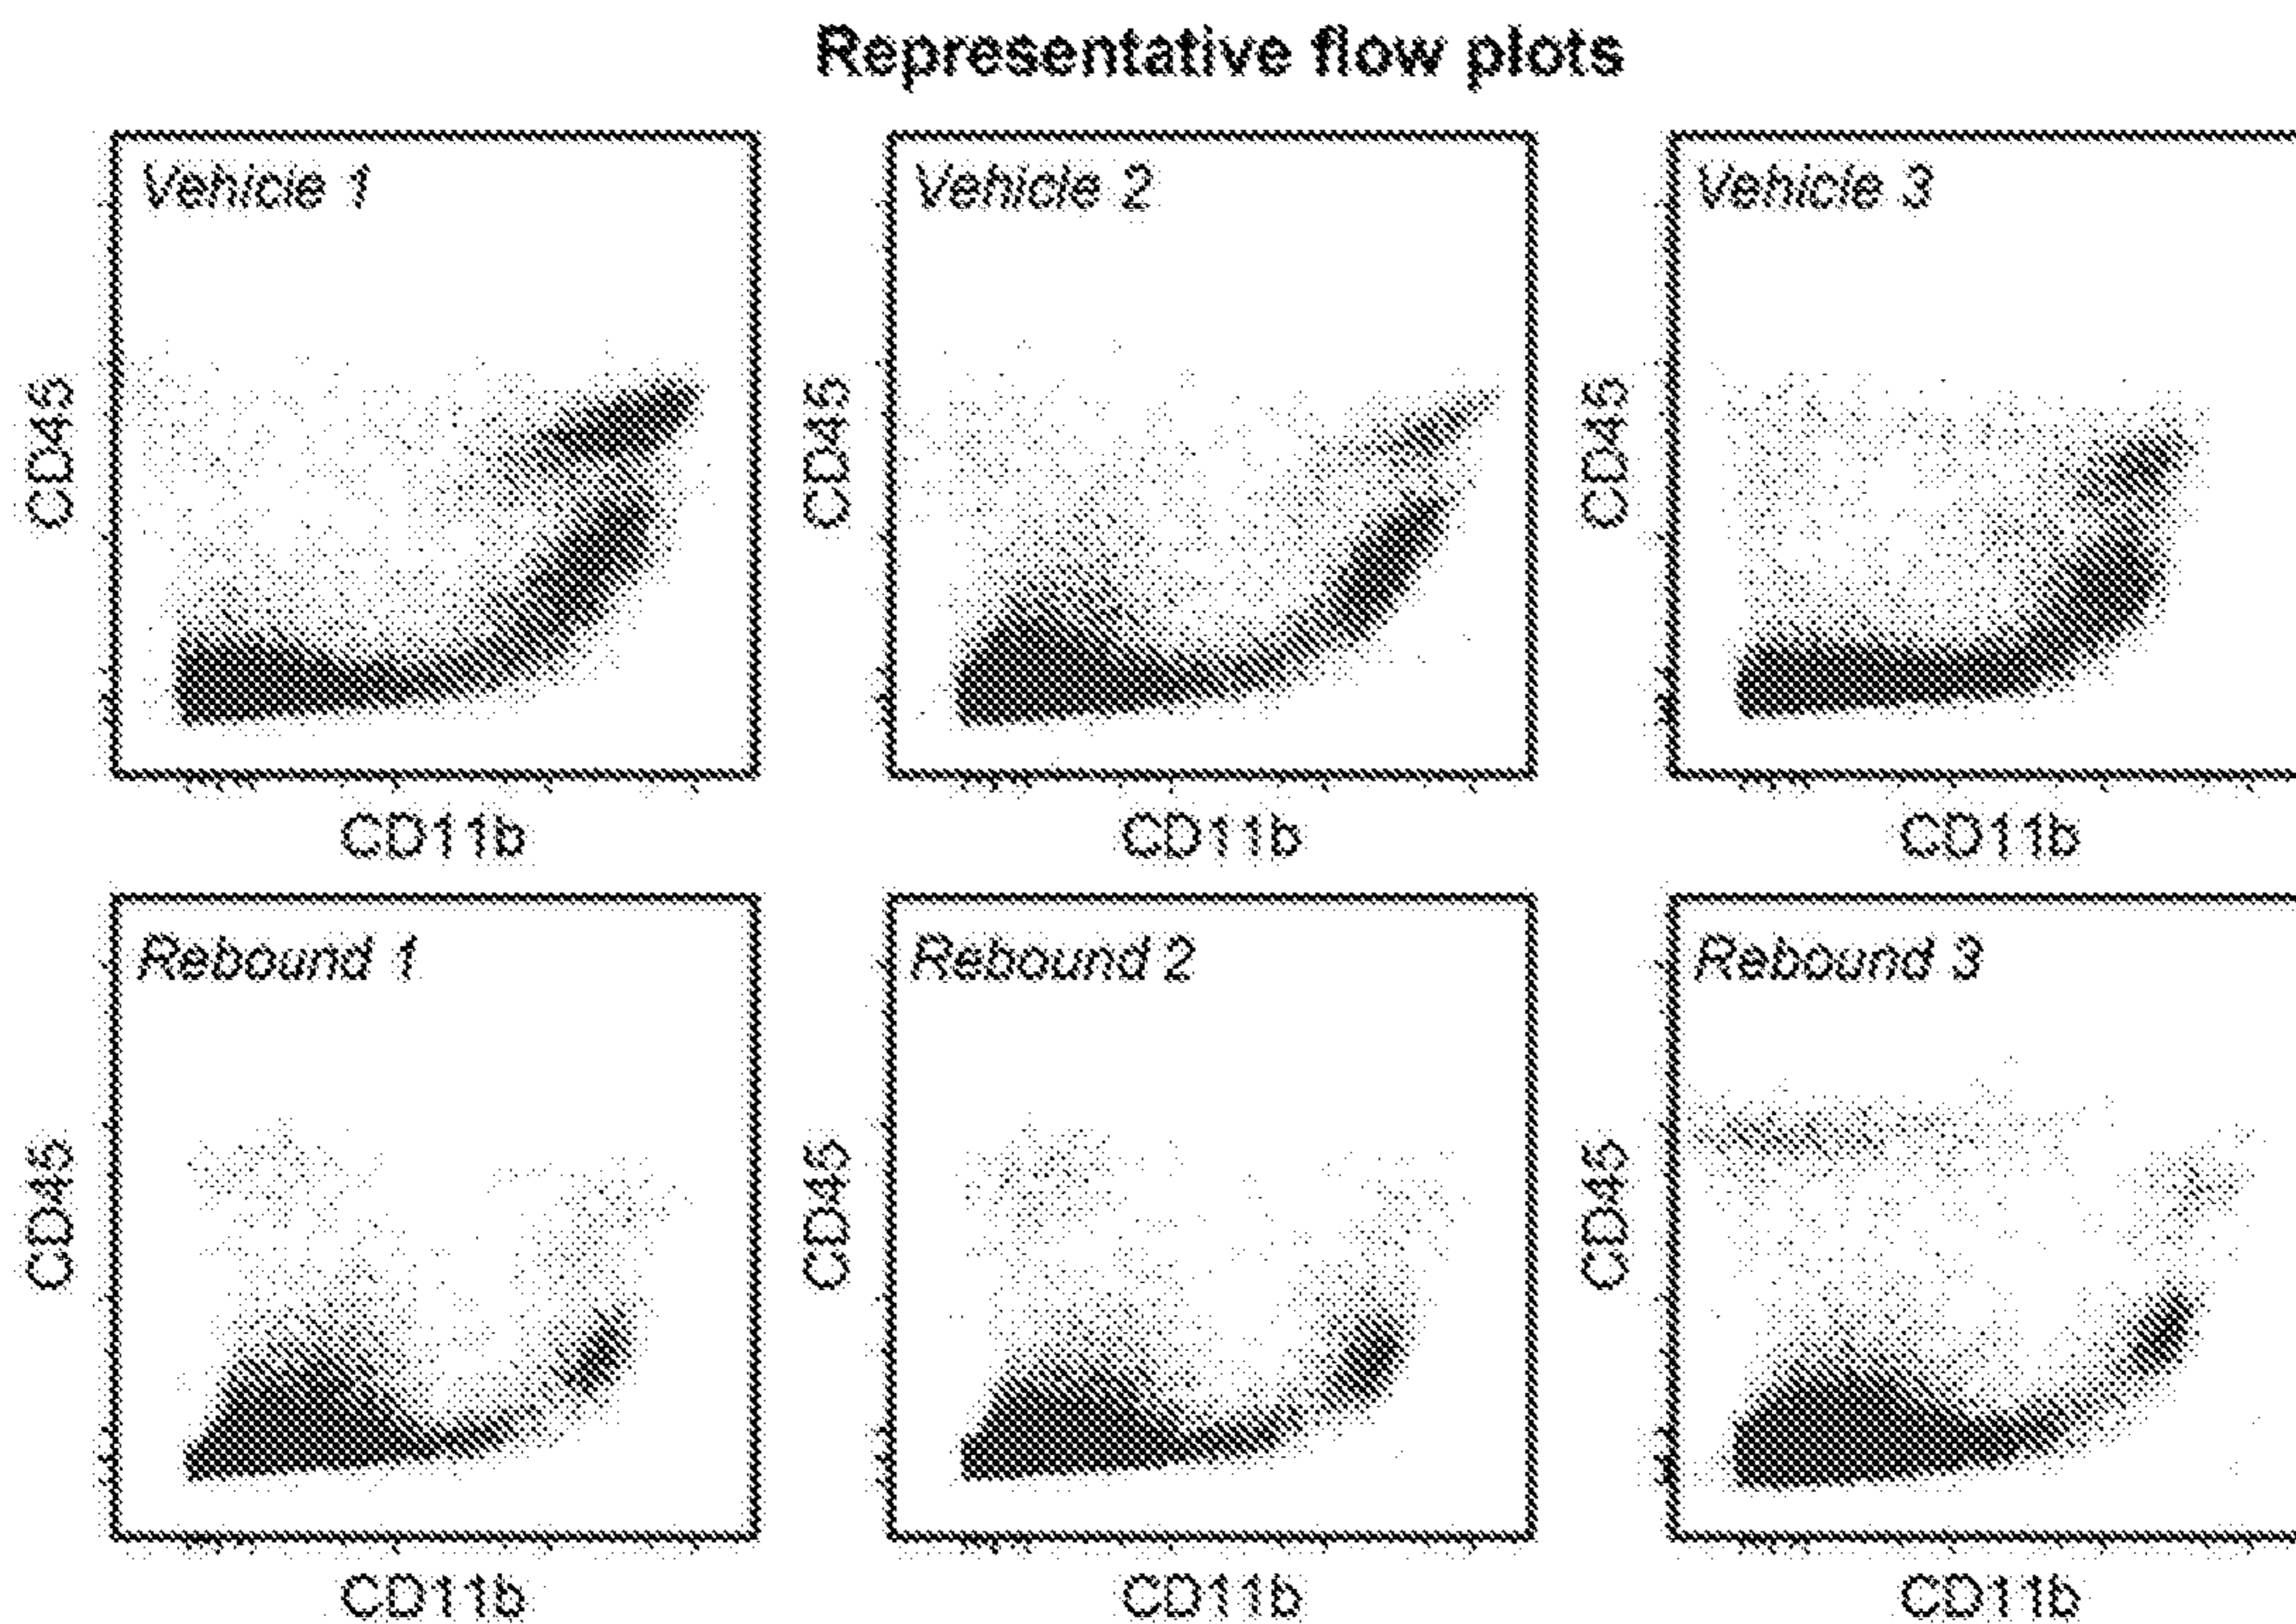 Representative flow plots
Vehicle 1
Vehicle 2
Vehicle 3
CD45
CD45
CD45
CD11b
CD11b
CD11b
Rebound 1
Rebound 2
Rebound 3
CD45
CD45
CD45
CD11b
CD11b
CD11b